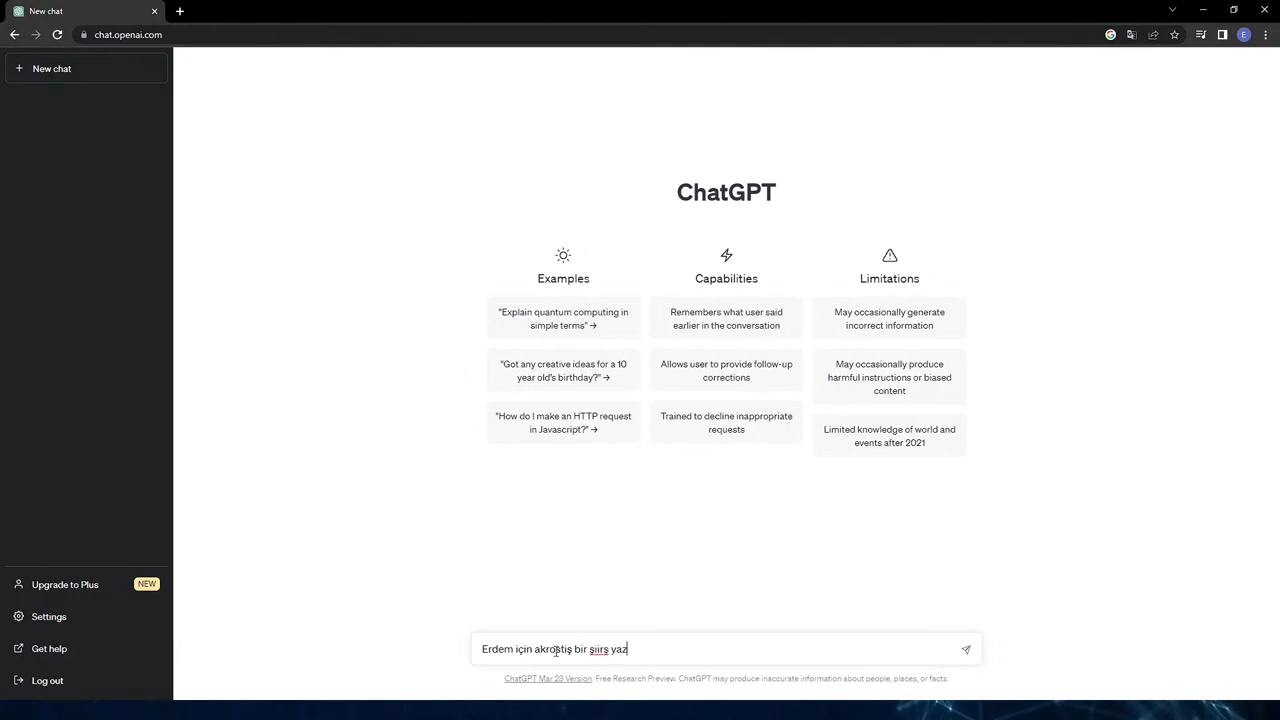 New chat
chat.openai.com
E
New chat
ChatGPT
Examples
Capabilities
Limitations
"Explain quantum computing in
simple terms" →
Remembers what user said
earlier in the conversation
May occasionally generate
incorrect information
"Got any creative ideas for a 10
year old's birthday?" →
Allows user to provide follow-up
corrections
May occasionally produce
harmful instructions or biased
content
"How do I make an HTTP request
in Javascript?" →
Trained to decline inappropriate
requests
Limited knowledge of world and
events after 2021
Upgrade to Plus
NEW
Settings
Get help
Log out
Erdem için akrostiş bir şiirş yaz
ChatGPT Mar 23 Version. Free Research Preview. ChatGPT may produce inaccurate information about people, places, or facts.